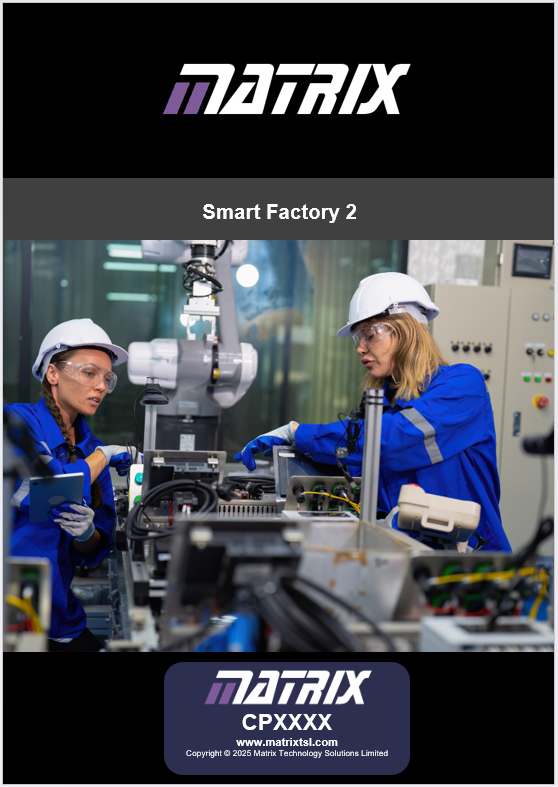 MATRIX
Smart Factory 2
MATRIX
CPXXXX
www.matrixtsl.com
Copyright © 2025 Matrix Technology Solutions Limited